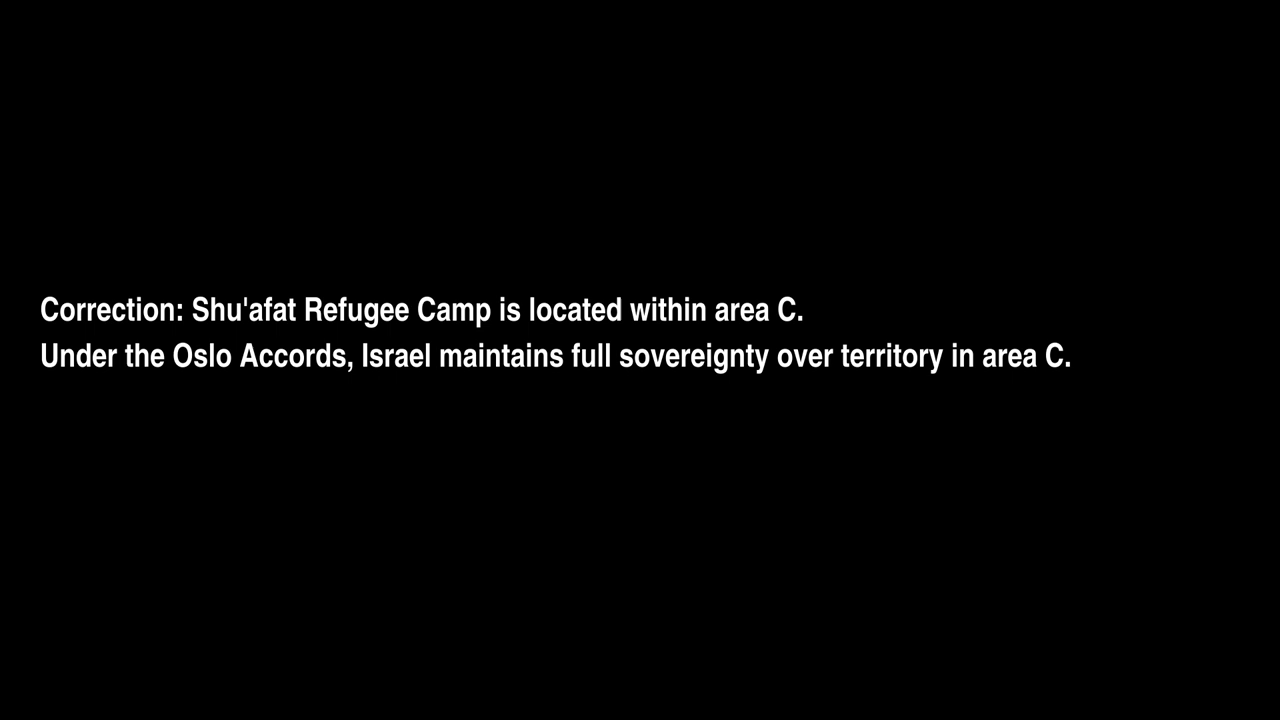 Correction: Shu'afat Refugee Camp is located within area C.
Under the Oslo Accords, Israel maintains full sovereignty over territory in area C.